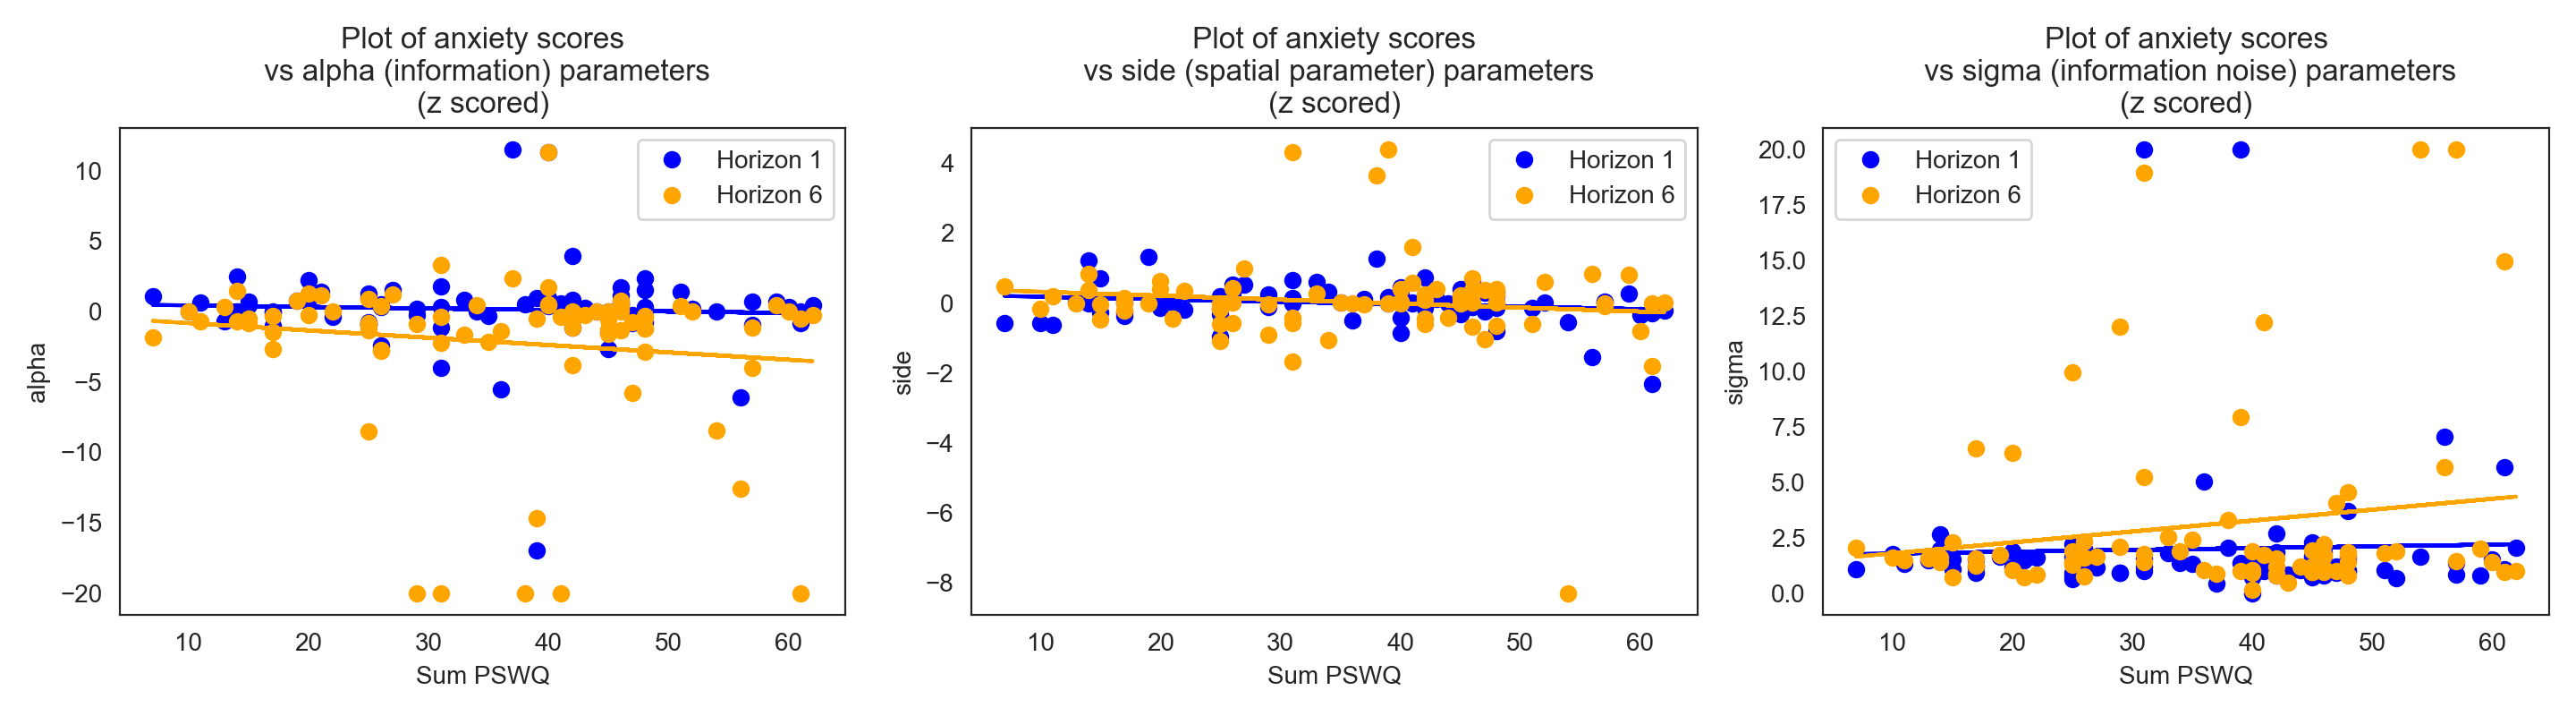 Plot of anxiety scores
vs alpha (information) parameters
(z scored)
10
5
0
−5
−10
−15
−20
alpha
Horizon 1
Horizon 6
10
20
30
40
50
60
Sum PSWQ
Plot of anxiety scores
vs side (spatial parameter) parameters
(z scored)
4
2
0
−2
−4
−6
−8
side
Horizon 1
Horizon 6
10
20
30
40
50
60
Sum PSWQ
Plot of anxiety scores
vs sigma (information noise) parameters
(z scored)
20.0
17.5
15.0
12.5
10.0
7.5
5.0
2.5
0.0
sigma
Horizon 1
Horizon 6
10
20
30
40
50
60
Sum PSWQ